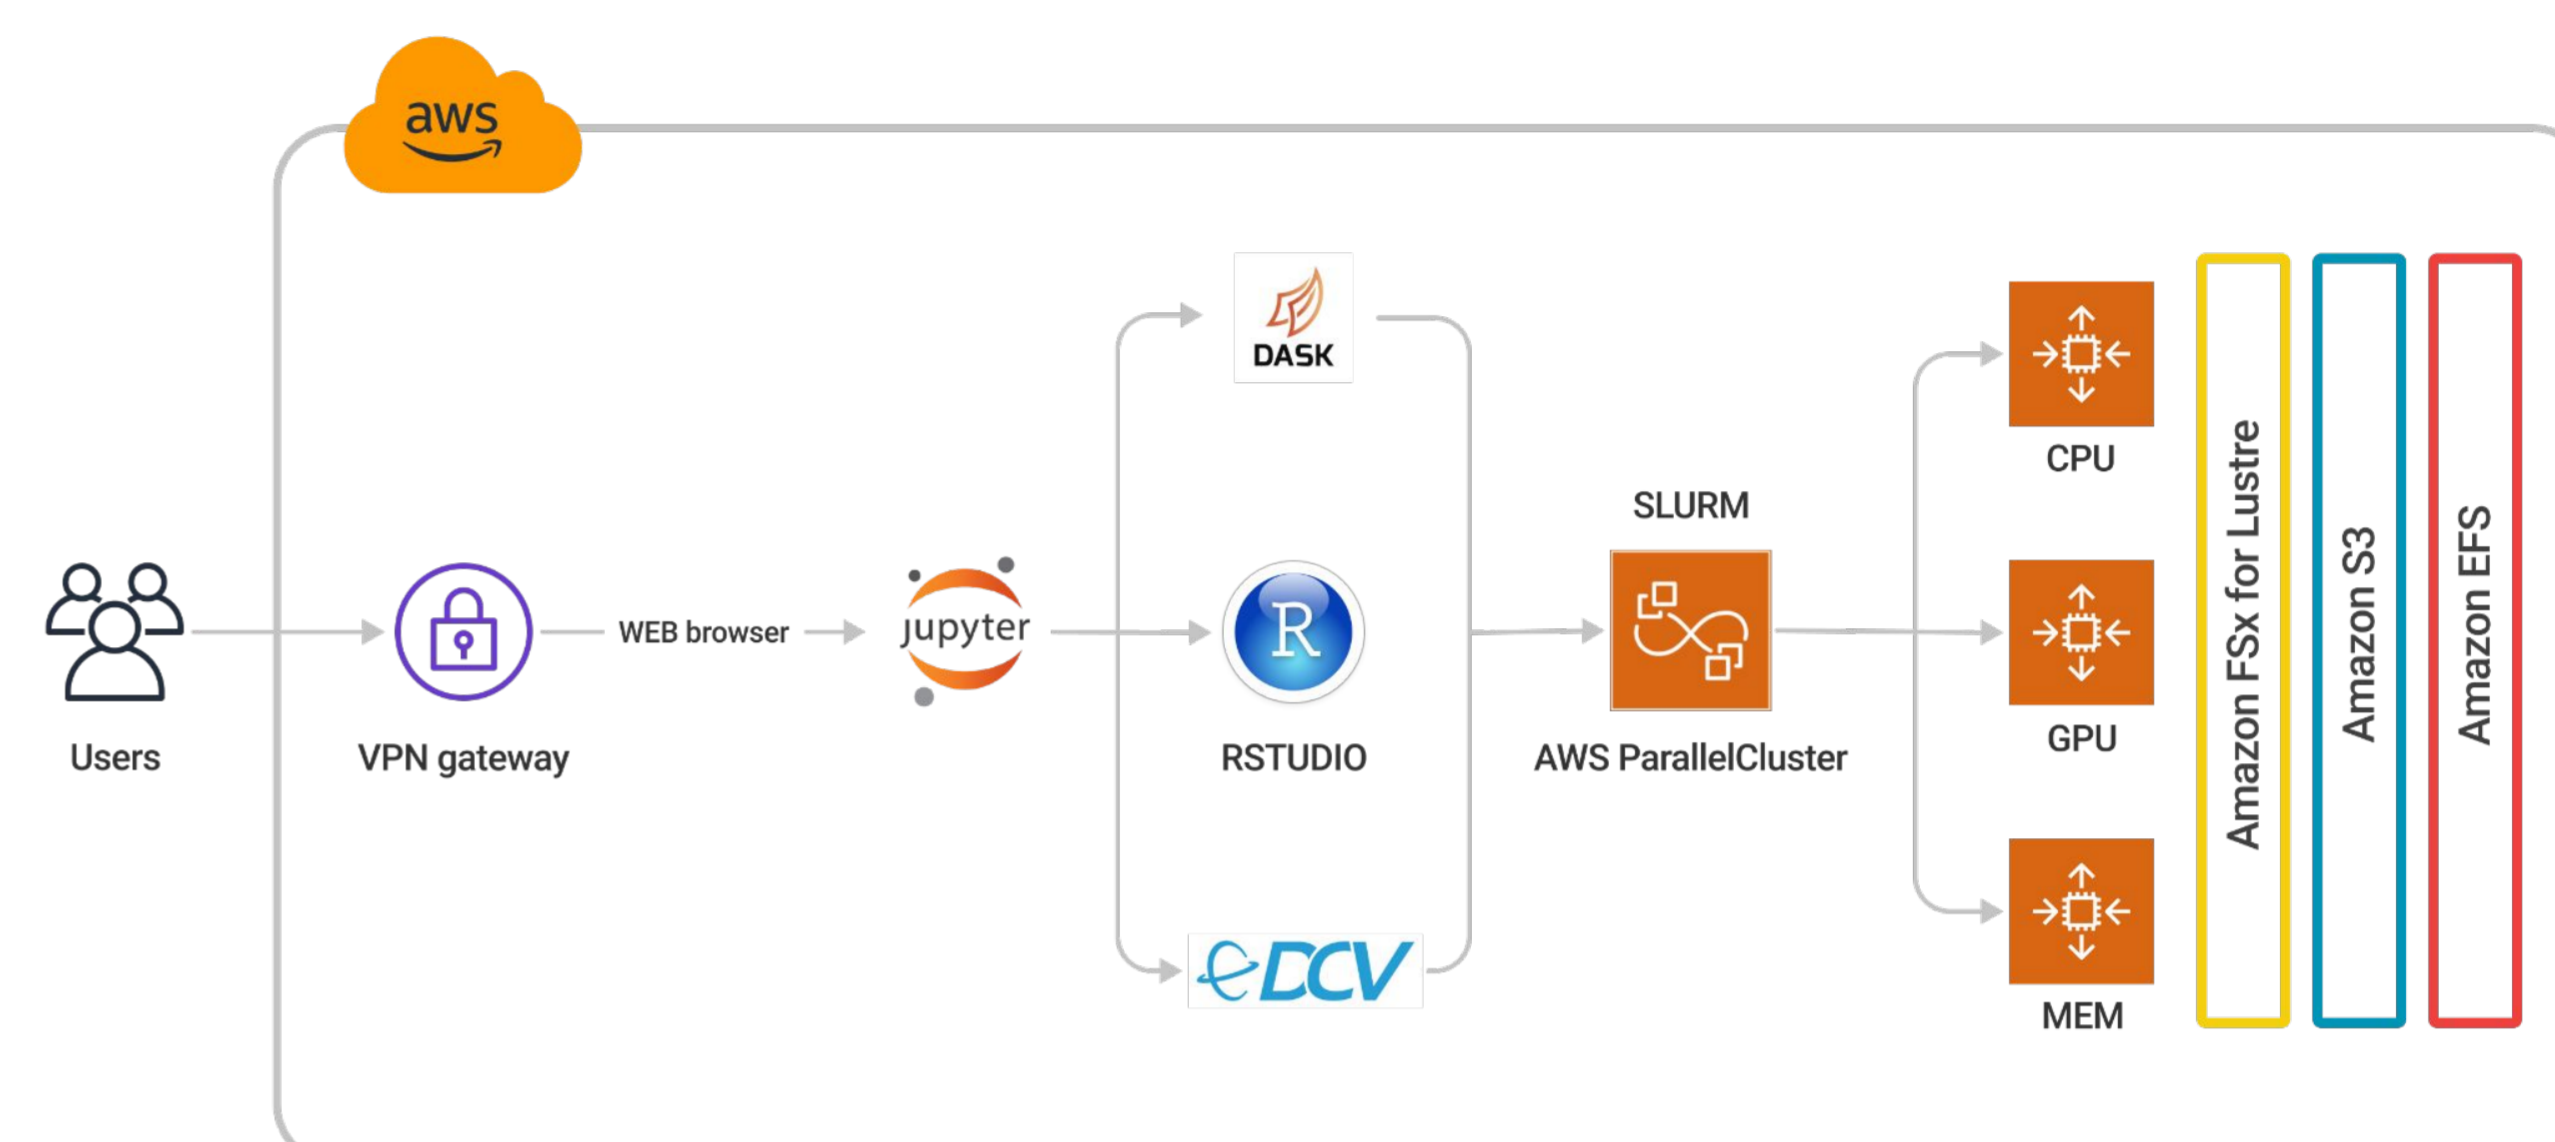 aws
DASK
CPU
SLURM
WEB browser
jupyter
R
Users
VPN gateway
RSTUDIO
AWS ParallelCluster
GPU
DCV
MEM
Amazon FSx for Lustre
Amazon S3
Amazon EFS